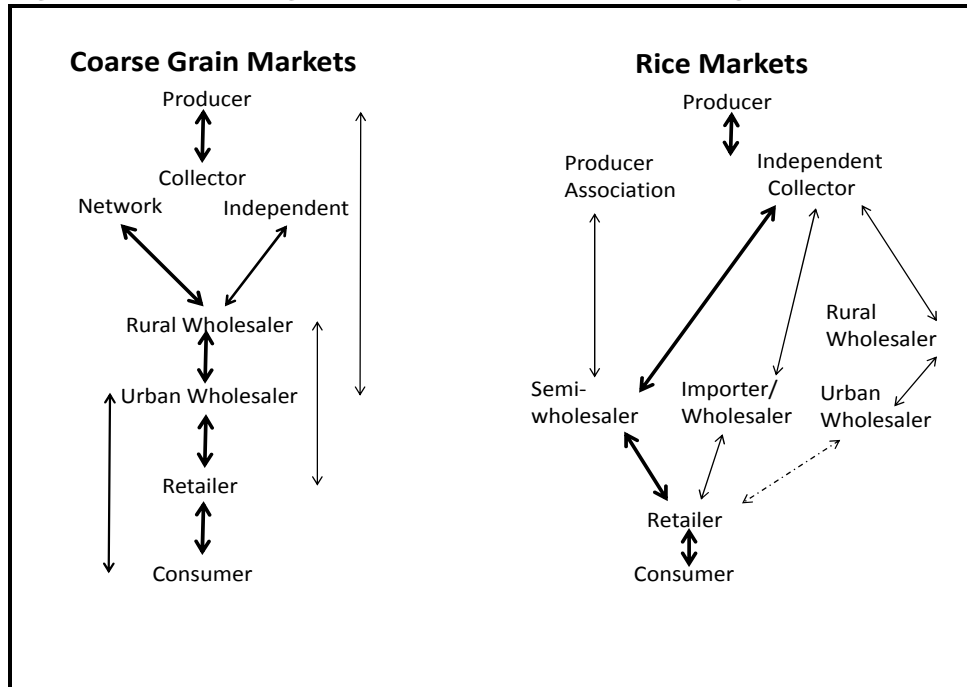 Coarse Grain Markets
Producer
Collector
Network
Independent
Rural Wholesaler
Urban Wholesaler
Retailer
Consumer
Rice Markets
Producer
Producer
Association
Independent
Collector
Rural
Wholesaler
Semi-
wholesaler
Importer/
Wholesaler
Urban
Wholesaler
Retailer
Consumer